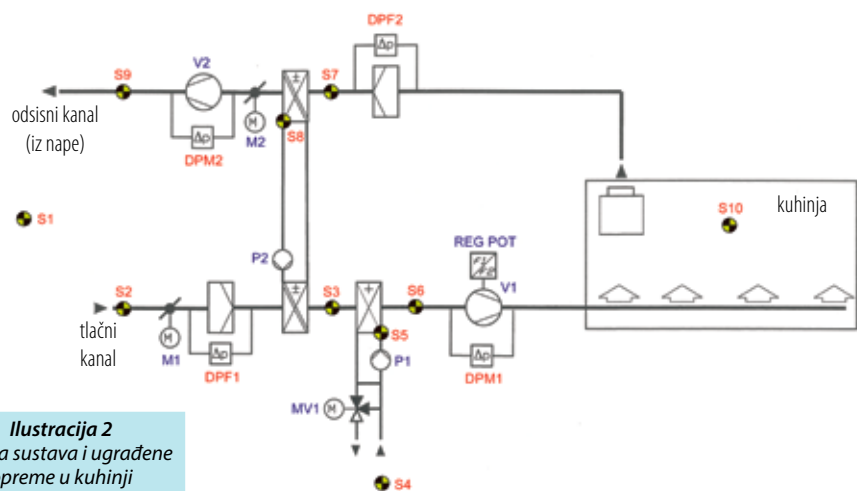 DPF2
Δp
S9
V2
S7
±
odsisni kanal
(iz nape)
M
S8
Δp
M2
DPM2
S1
kuhinja
S10
REG POT
P2
V1
S2
±
S3
+
S6
tlačni
kanal
M
S5
Δp
M1
P1
Δp
DPF1
DPM1
MV1
M
Ilustracija 2
a sustava i ugrađene
opreme u kuhinji
S4